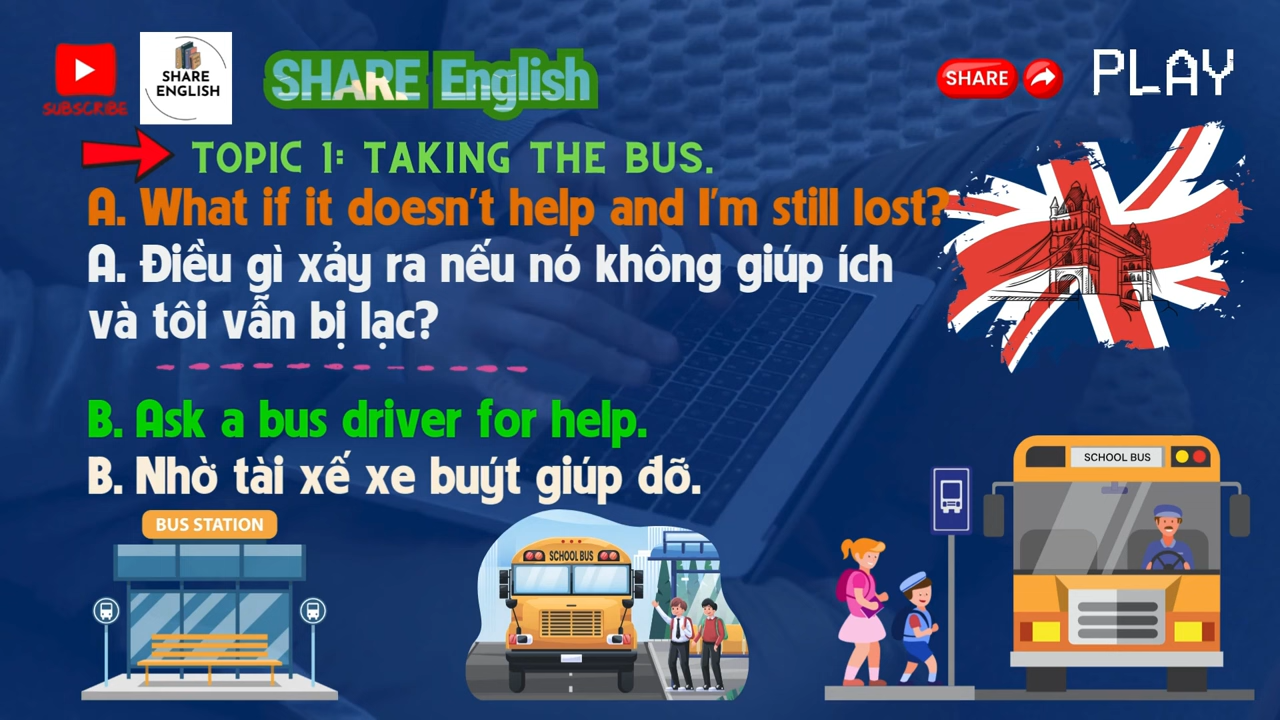 SUBSCRIBE
SHARE
ENGLISH
SHARE English
SHARE
PLAY
TOPIC 1: TAKING THE BUS.
A. What if it doesn't help and I'm still lost?
A. Điều gì xảy ra nếu nó không giúp ích
và tôi vẫn bị lạc?
B. Ask a bus driver for help.
B. Nhờ tài xế xe buýt giúp đỡ.
BUS STATION
SCHOOL BUS
SCHOOL BUS